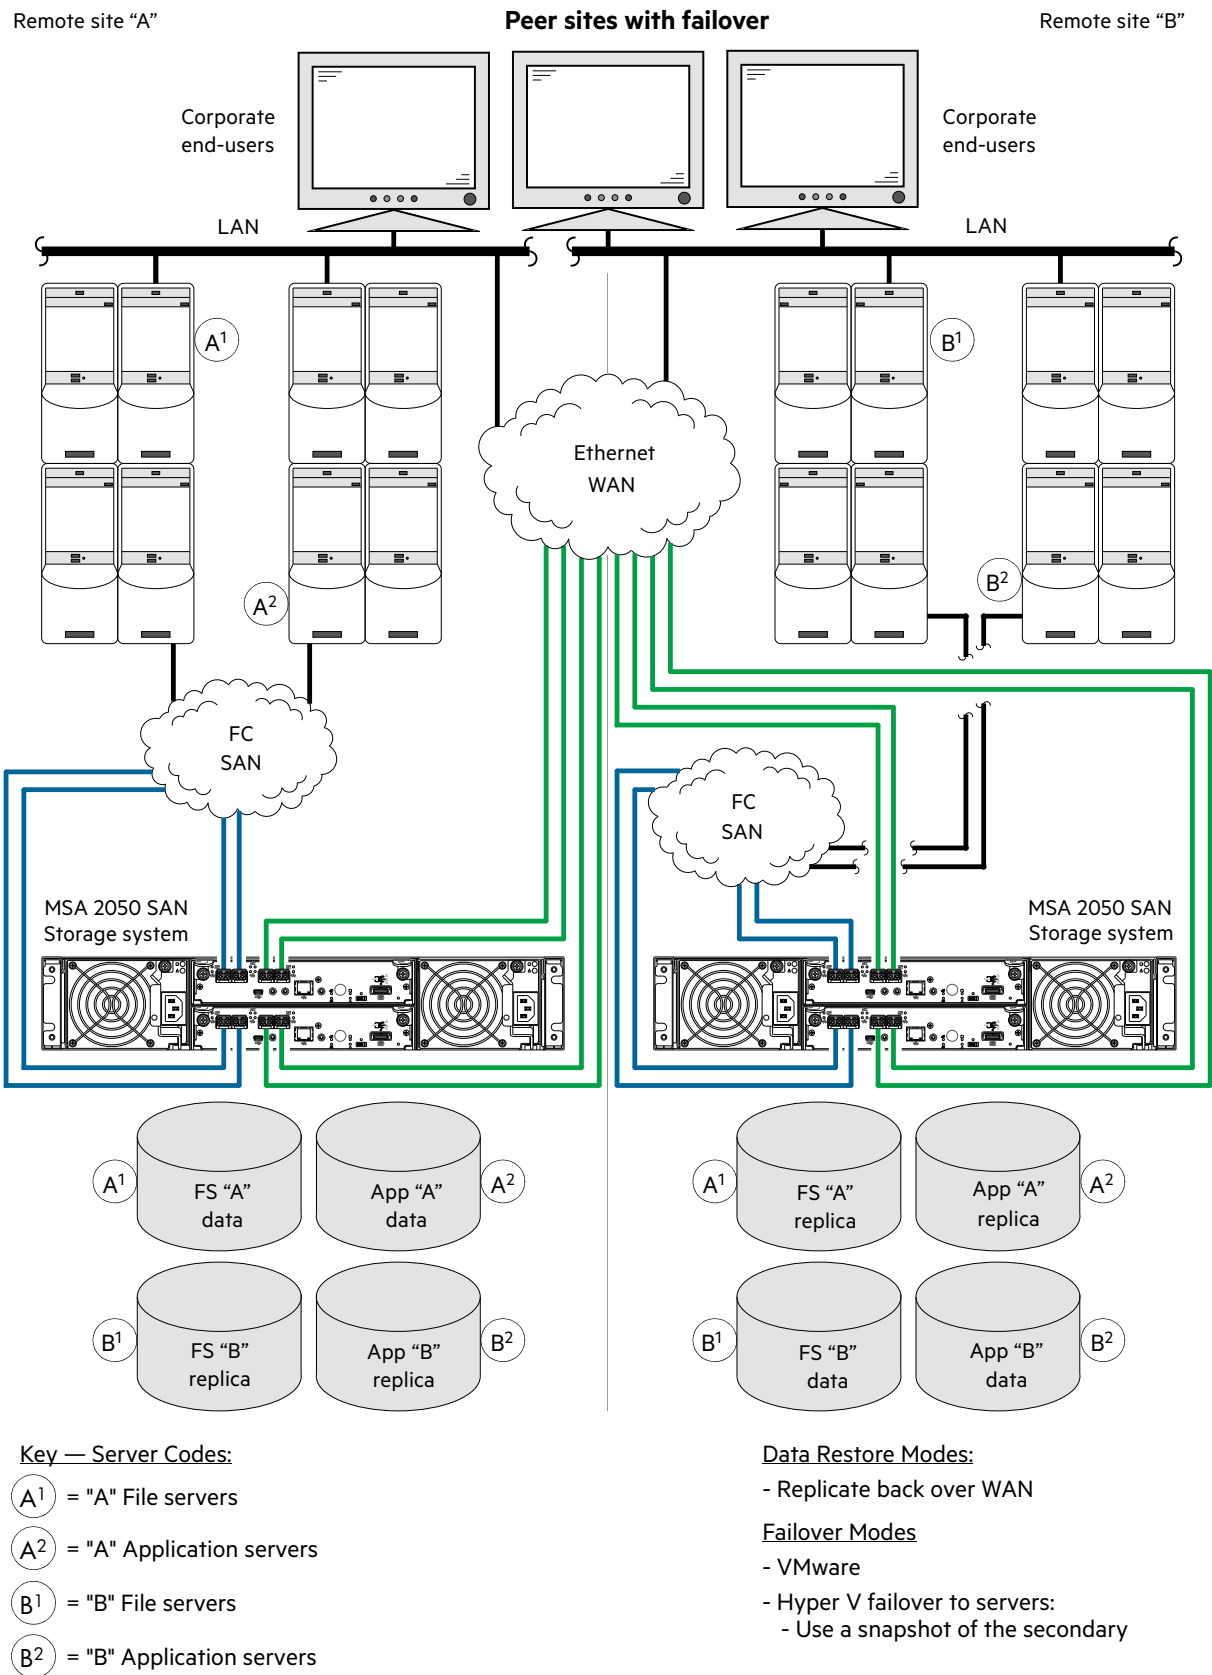 Remote site “A”
Peer sites with failover
Remote site “B”
Corporate
end-users
Corporate
end-users
LAN
LAN
A1
B1
Ethernet
WAN
A2
B2
FC
SAN
FC
SAN
MSA 2050 SAN
Storage system
MSA 2050 SAN
Storage system
A1
FS “A”
data
App “A”
data
A2
A1
FS “A”
replica
App “A”
replica
A2
B1
FS “B”
replica
App “B”
replica
B2
B1
FS “B”
data
App “B”
data
B2
Key — Server Codes:
A1 = "A" File servers
A2 = "A" Application servers
B1 = "B" File servers
B2 = "B" Application servers
Data Restore Modes:
- Replicate back over WAN
Failover Modes
- VMware
- Hyper V failover to servers:
- Use a snapshot of the secondary